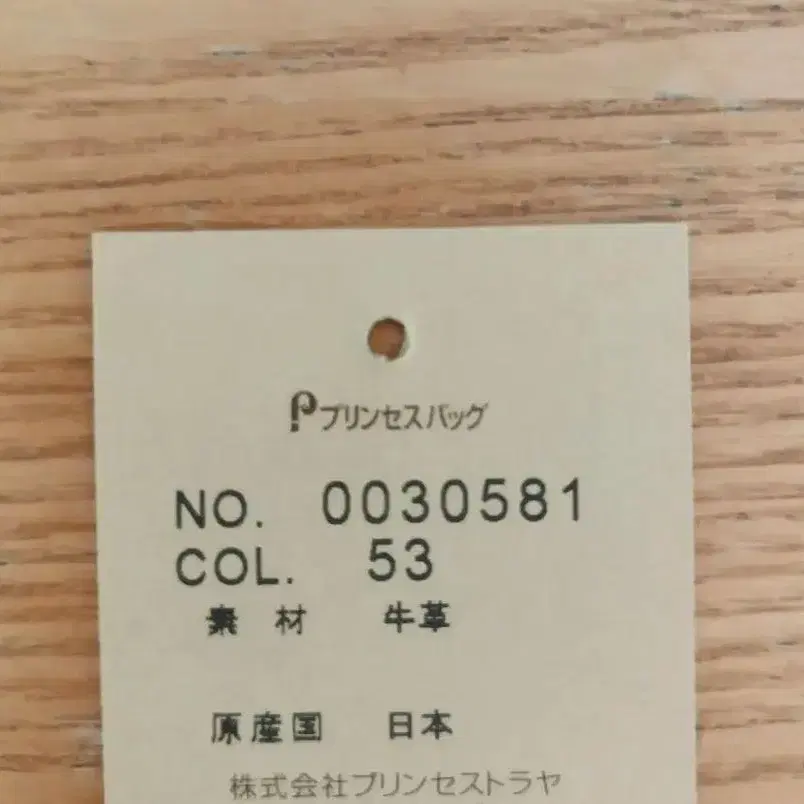 プリンセスバッグ
NO. 0030581
COL. 53
素材 牛革
原産国 日本
株式会社プリンセストラヤ